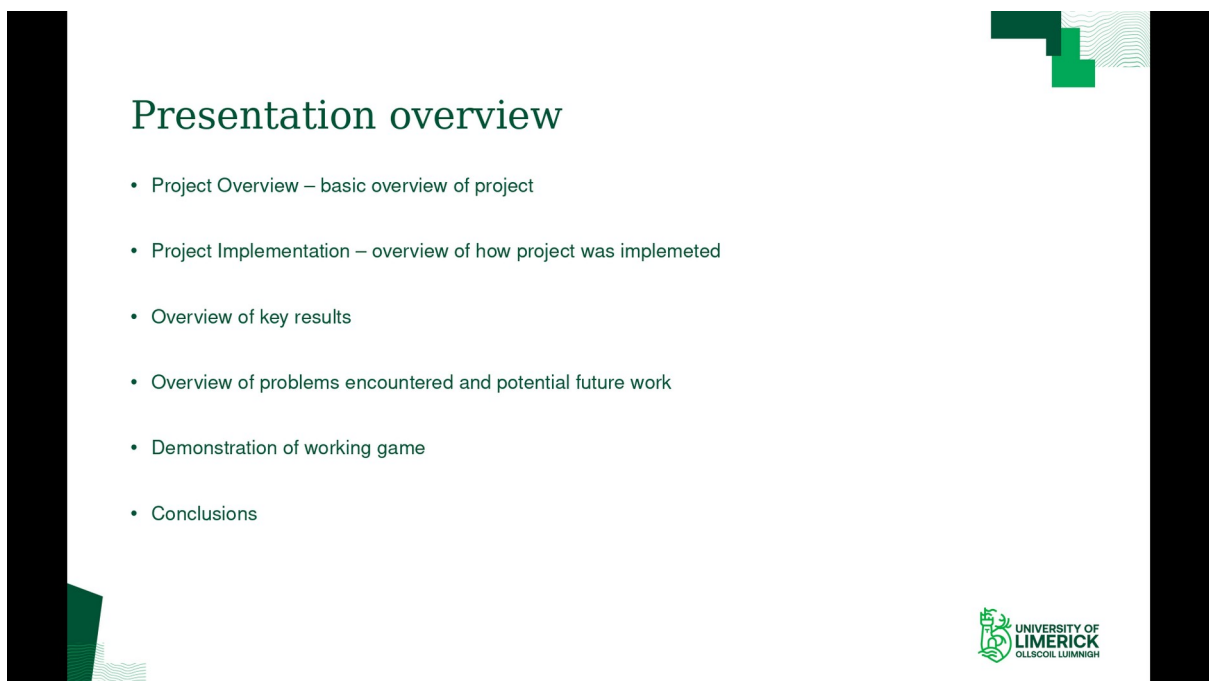 Presentation overview
• Project Overview – basic overview of project
• Project Implementation – overview of how project was implemeted
• Overview of key results
• Overview of problems encountered and potential future work
• Demonstration of working game
• Conclusions
UNIVERSITY OF
LIMERICK
OLLSCOIL LUIMNIGH